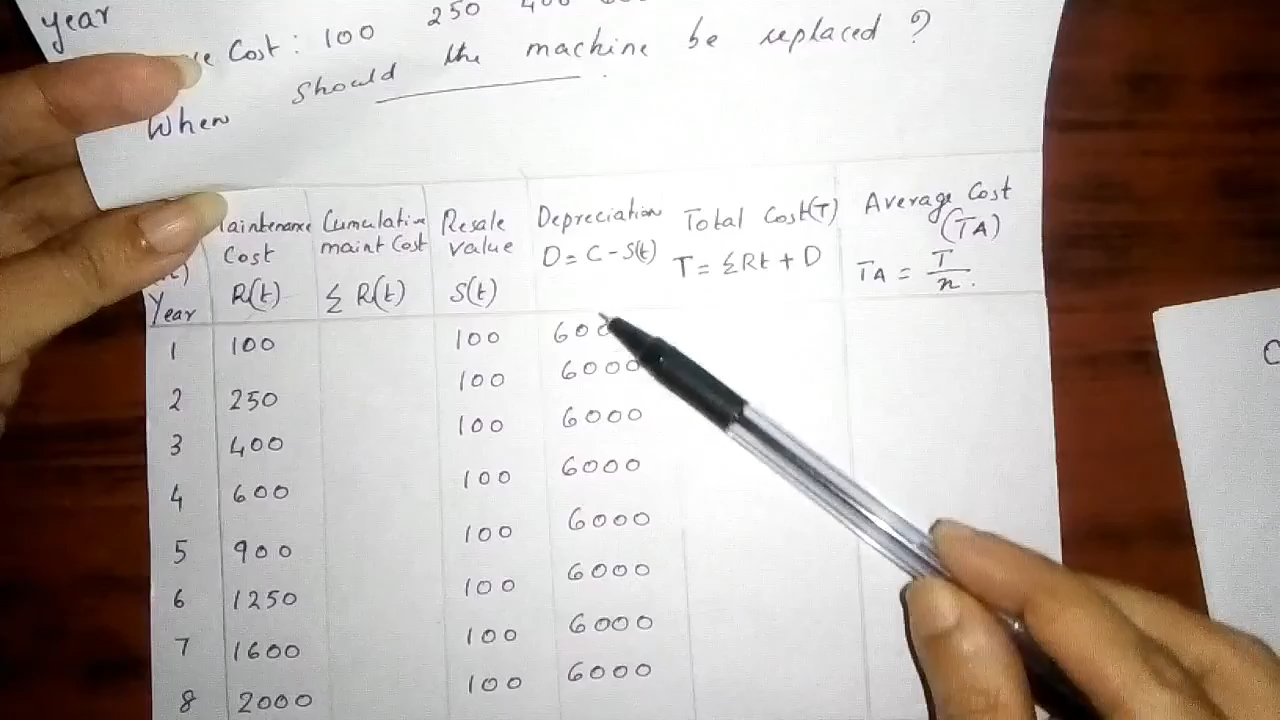 year
Cost: 100 250
When should the machine be replaced ?
Maintenance Cost R(t)
Cumulative maint Cost Σ R(t)
Resale value S(t)
Depreciation D = C - S(t)
Total Cost(T) T = ΣRt + D
Average Cost (TA) TA = T/n.
Year
1 100 100 600
2 250 100 6000
3 400 100 6000
4 600 100 6000
5 900 100 6000
6 1250 100 6000
7 1600 100 6000
8 2000 100 6000